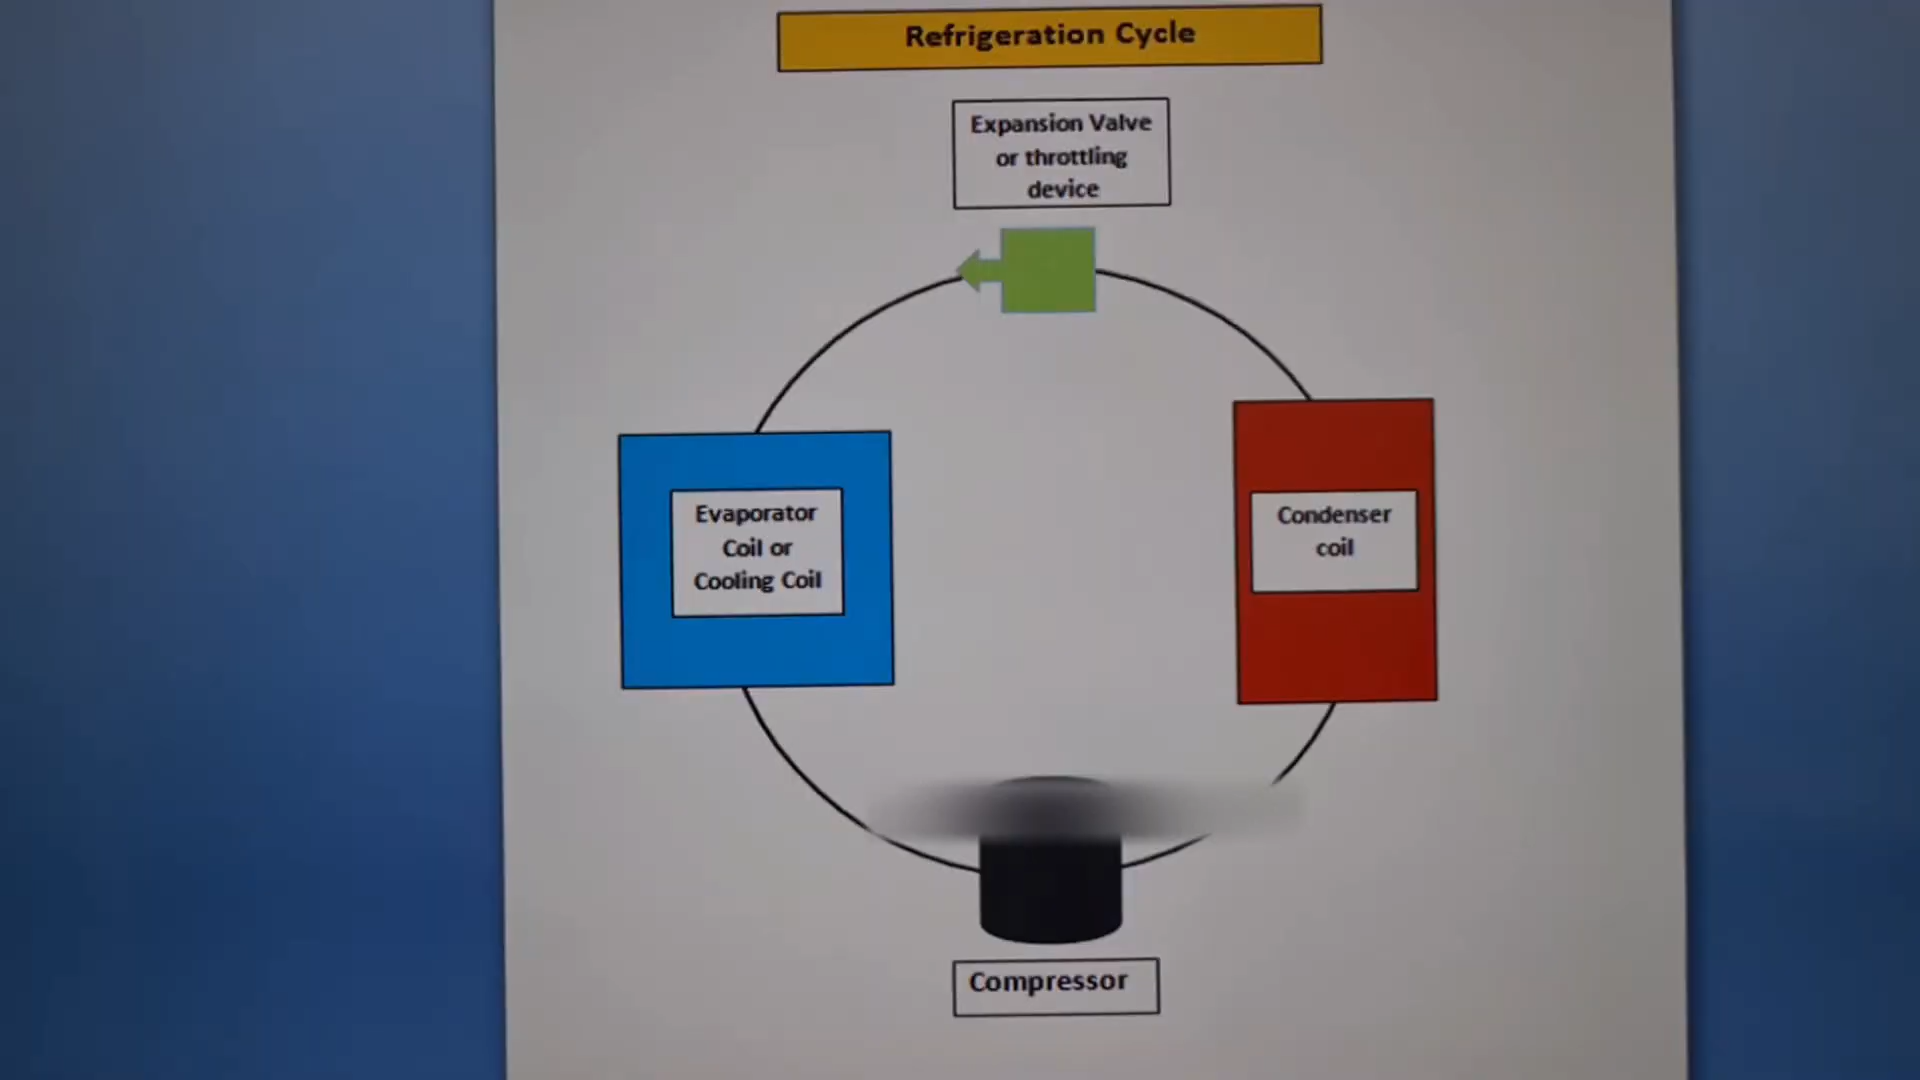 Refrigeration Cycle
Expansion Valve
or throttling
device
Evaporator
Coil or
Cooling Coil
Condenser
coil
Compressor